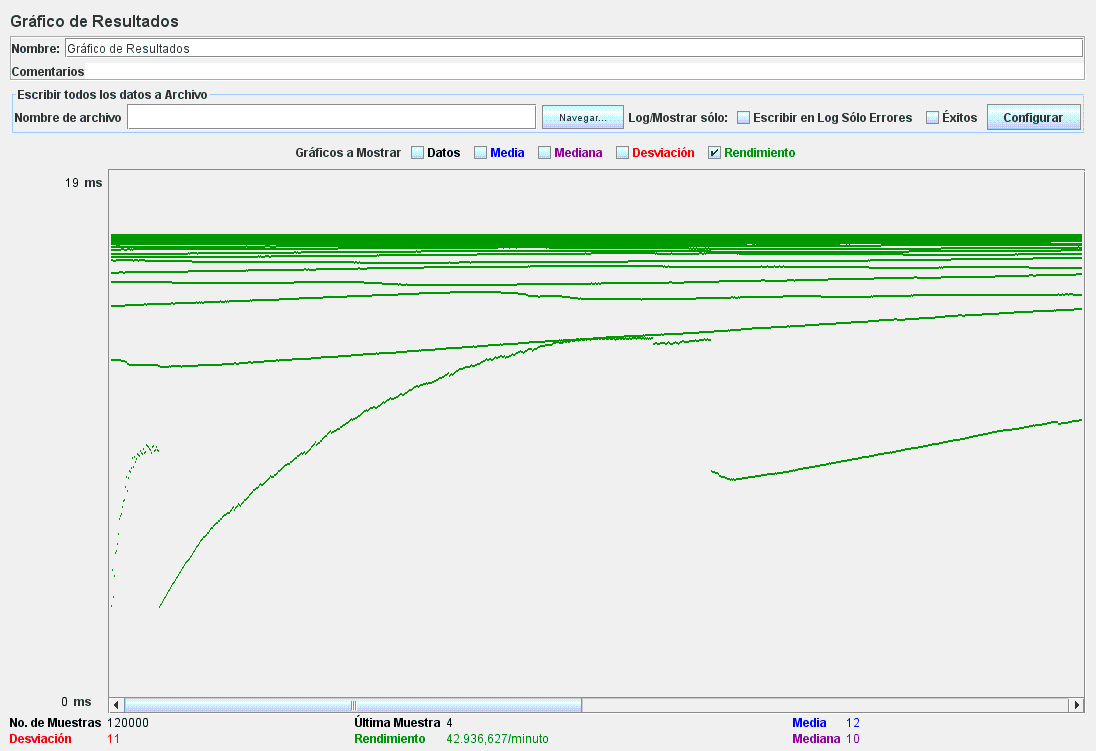 Gráfico de Resultados
Nombre: Gráfico de Resultados
Comentarios
Escribir todos los datos a Archivo
Nombre de archivo Navegar... Log/Mostrar sólo: Escribir en Log Sólo Errores Éxitos Configurar
Gráficos a Mostrar Datos Media Mediana Desviación Rendimiento
19 ms
0 ms
No. de Muestras 120000 Última Muestra 4 Media 12
Desviación 11 Rendimiento 42.936,627/minuto Mediana 10